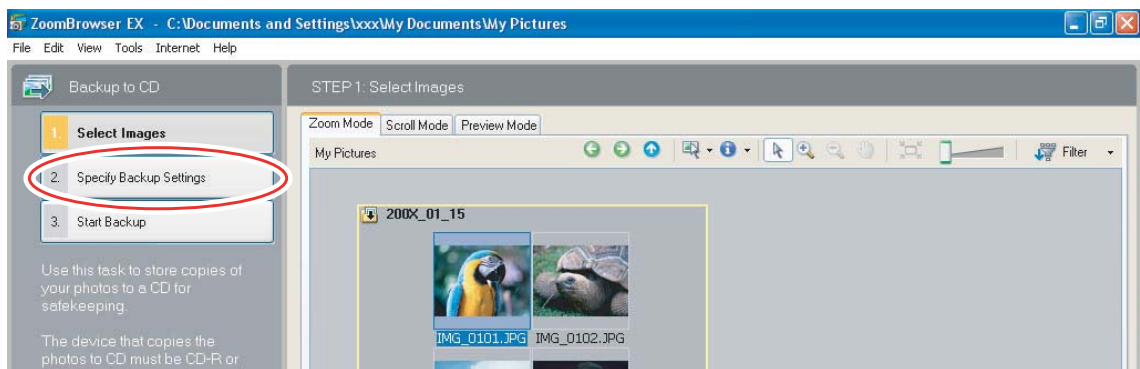 ZoomBrowser EX - C:\Documents and Settings\xxx\My Documents\My Pictures
File Edit View Tools Internet Help
Backup to CD
STEP 1: Select Images
1. Select Images
2. Specify Backup Settings
3. Start Backup
Use this task to store copies of
your photos to a CD for
safekeeping.
The device that copies the
photos to CD must be CD-R or
Zoom Mode Scroll Mode Preview Mode
My Pictures
Filter
200X_01_15
IMG_0101.JPG IMG_0102.JPG